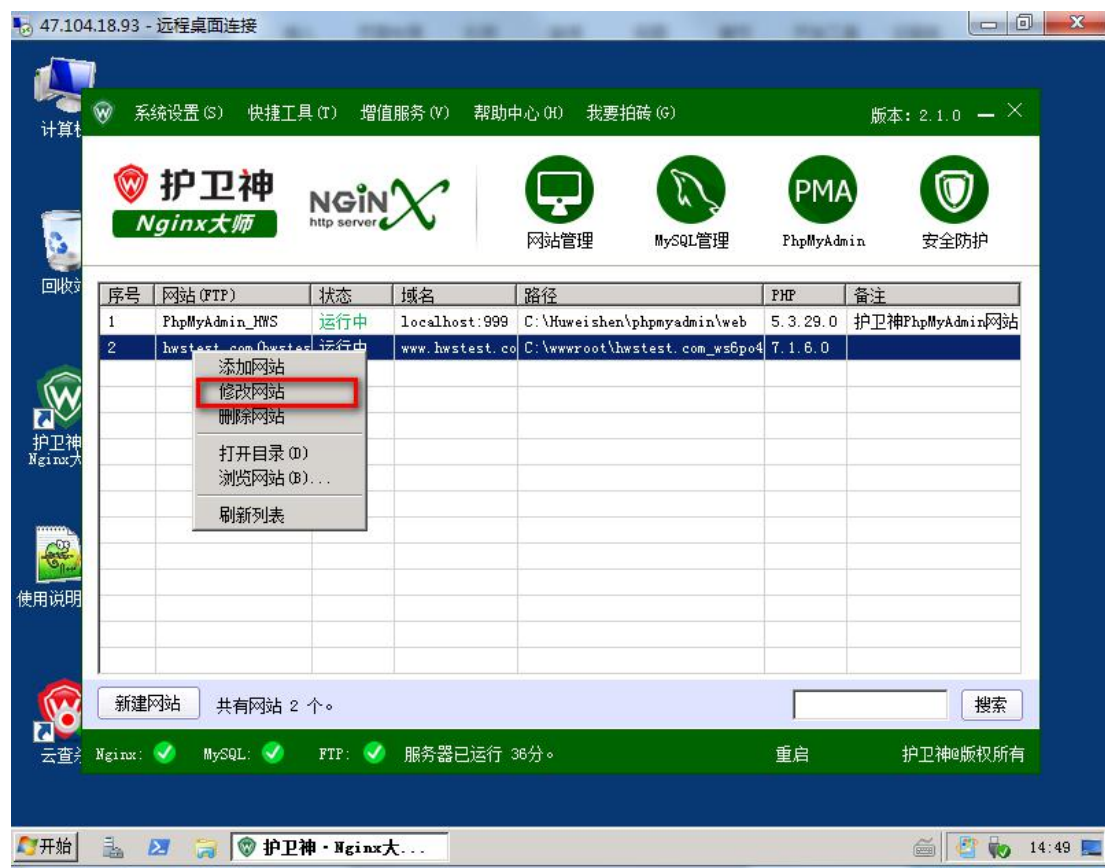 47.104.18.93 - 远程桌面连接
系统设置(S) 快捷工具(T) 增值服务(V) 帮助中心(H) 我要拍砖(G) 版本: 2.1.0
计算机
护卫神
Nginx大师
NGINX
http server
PMA
网站管理 MySQL管理 PhpMyAdmin 安全防护
回收站
序号 网站(FTP) 状态 域名 路径 PHP 备注
1 PhpMyAdmin_HWS 运行中 localhost:999 C:\Huweishen\phpmyadmin\web 5.3.29.0 护卫神PhpMyAdmin网站
2 hwstest.com(hwstes 运行中 www.hwstest.co C:\wwwroot\hwstest.com_ws6po4 7.1.6.0
添加网站
修改网站
删除网站
打开目录(D)
浏览网站(B)...
刷新列表
护卫神
Nginx大
使用说明
新建网站 共有网站 2 个。 搜索
云查杀
Nginx: MySQL: FTP: 服务器已运行 36分。 重启 护卫神@版权所有
开始 护卫神·Nginx大... 14:49